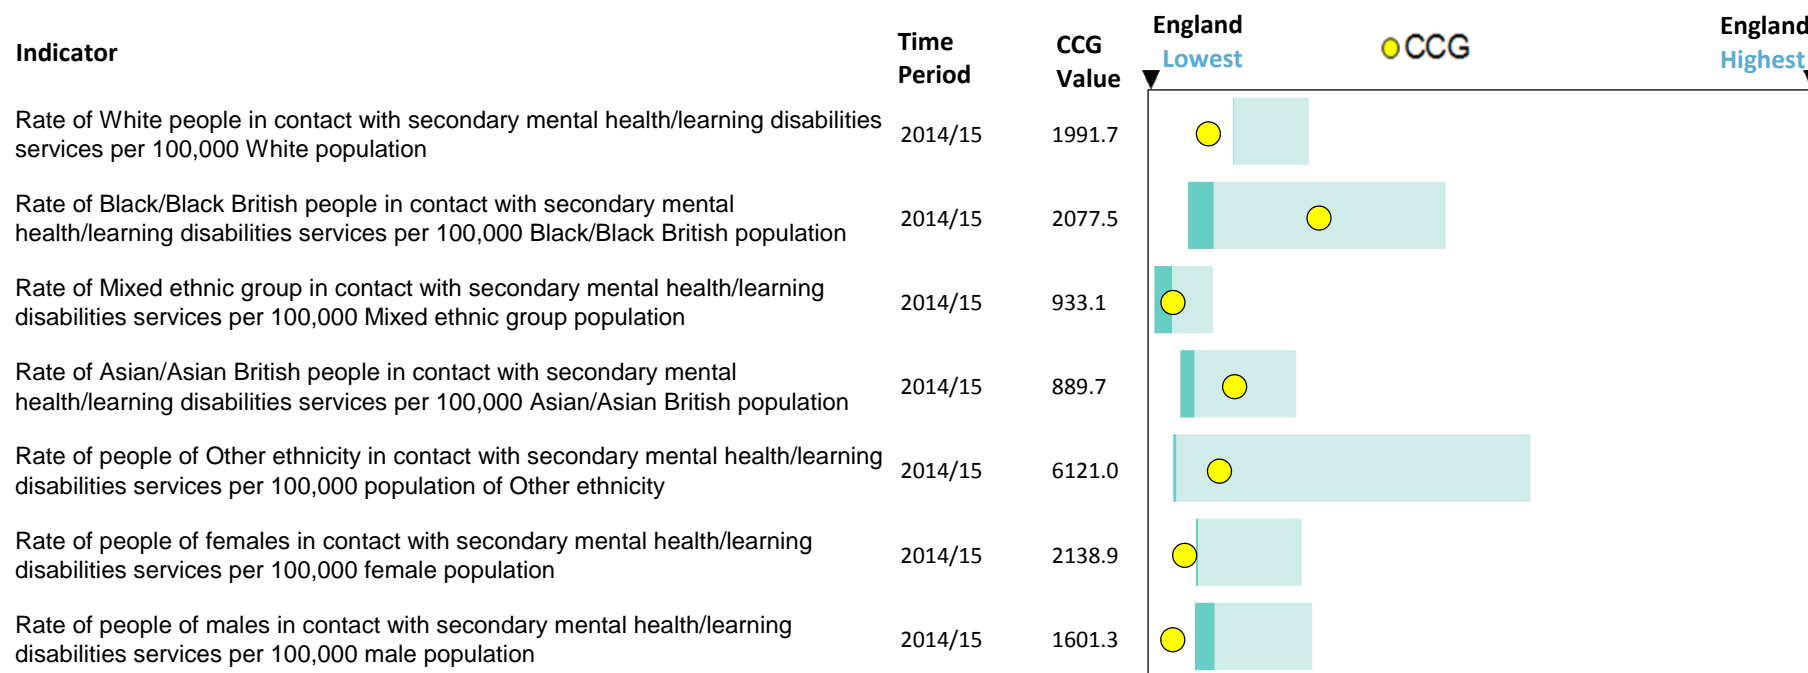 Indicator
Time
Period
CCG
Value
England
Lowest
CCG
England
Highest
Rate of White people in contact with secondary mental health/learning disabilities
services per 100,000 White population
2014/15
1991.7
Rate of Black/Black British people in contact with secondary mental
health/learning disabilities services per 100,000 Black/Black British population
2014/15
2077.5
Rate of Mixed ethnic group in contact with secondary mental health/learning
disabilities services per 100,000 Mixed ethnic group population
2014/15
933.1
Rate of Asian/Asian British people in contact with secondary mental
health/learning disabilities services per 100,000 Asian/Asian British population
2014/15
889.7
Rate of people of Other ethnicity in contact with secondary mental health/learning
disabilities services per 100,000 population of Other ethnicity
2014/15
6121.0
Rate of people of females in contact with secondary mental health/learning
disabilities services per 100,000 female population
2014/15
2138.9
Rate of people of males in contact with secondary mental health/learning
disabilities services per 100,000 male population
2014/15
1601.3